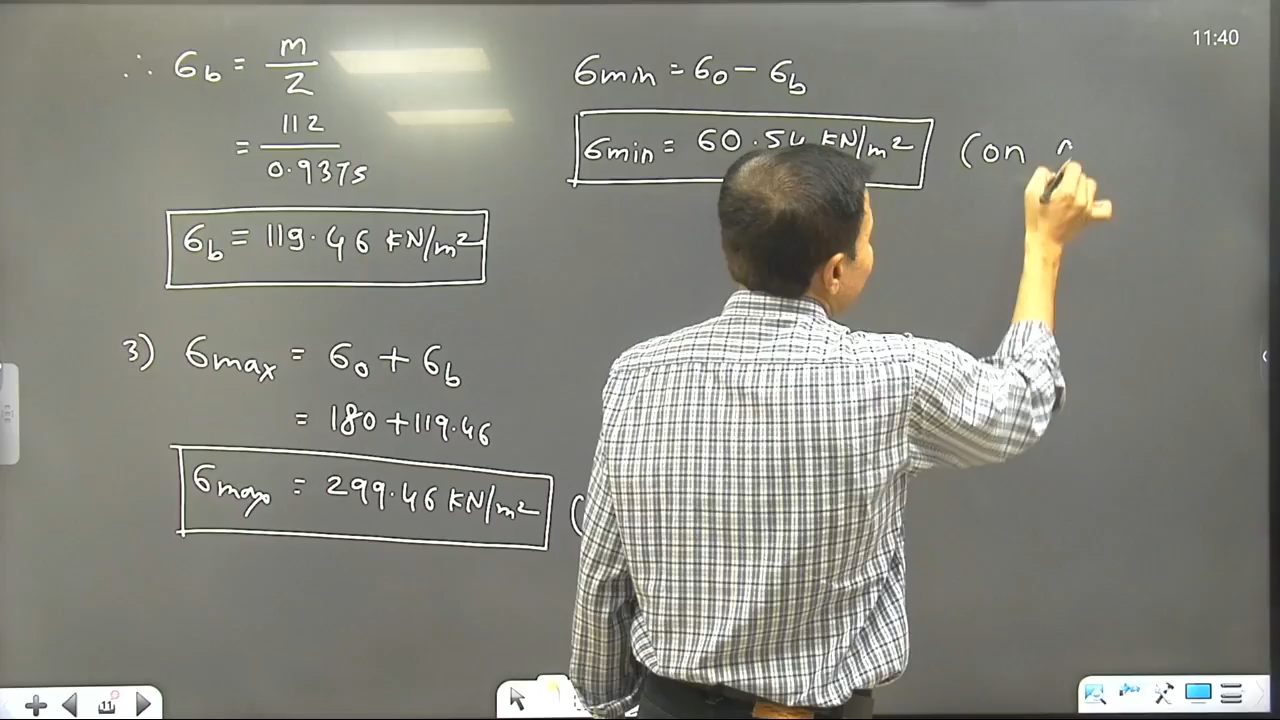 ∴ 6b = m/Z
= 112/0.9375
6b = 119.46 KN/m²
3) 6max = 60 + 6b
= 180 + 119.46
6max = 299.46 KN/m² (
6min = 60 - 6b
6min = 60.54 KN/m² (on
11:40
11